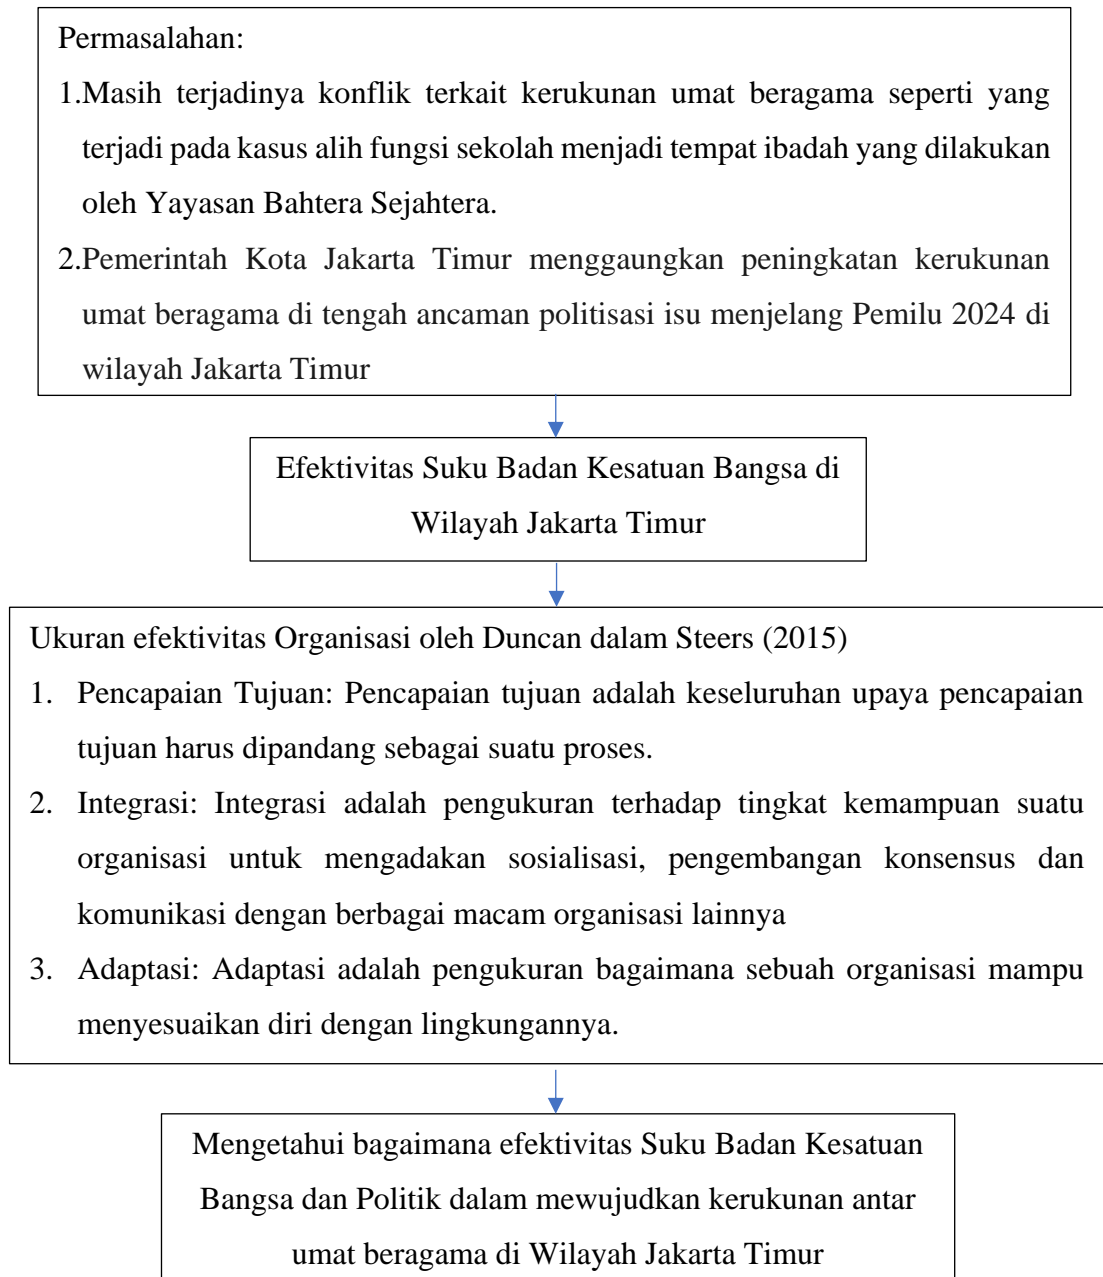 Permasalahan:
1.Masih terjadinya konflik terkait kerukunan umat beragama seperti yang
terjadi pada kasus alih fungsi sekolah menjadi tempat ibadah yang dilakukan
oleh Yayasan Bahtera Sejahtera.
2.Pemerintah Kota Jakarta Timur menggaungkan peningkatan kerukunan
umat beragama di tengah ancaman politisasi isu menjelang Pemilu 2024 di
wilayah Jakarta Timur
Efektivitas Suku Badan Kesatuan Bangsa di
Wilayah Jakarta Timur
Ukuran efektivitas Organisasi oleh Duncan dalam Steers (2015)
1. Pencapaian Tujuan: Pencapaian tujuan adalah keseluruhan upaya pencapaian
tujuan harus dipandang sebagai suatu proses.
2. Integrasi: Integrasi adalah pengukuran terhadap tingkat kemampuan suatu
organisasi untuk mengadakan sosialisasi, pengembangan konsensus dan
komunikasi dengan berbagai macam organisasi lainnya
3. Adaptasi: Adaptasi adalah pengukuran bagaimana sebuah organisasi mampu
menyesuaikan diri dengan lingkungannya.
Mengetahui bagaimana efektivitas Suku Badan Kesatuan
Bangsa dan Politik dalam mewujudkan kerukunan antar
umat beragama di Wilayah Jakarta Timur